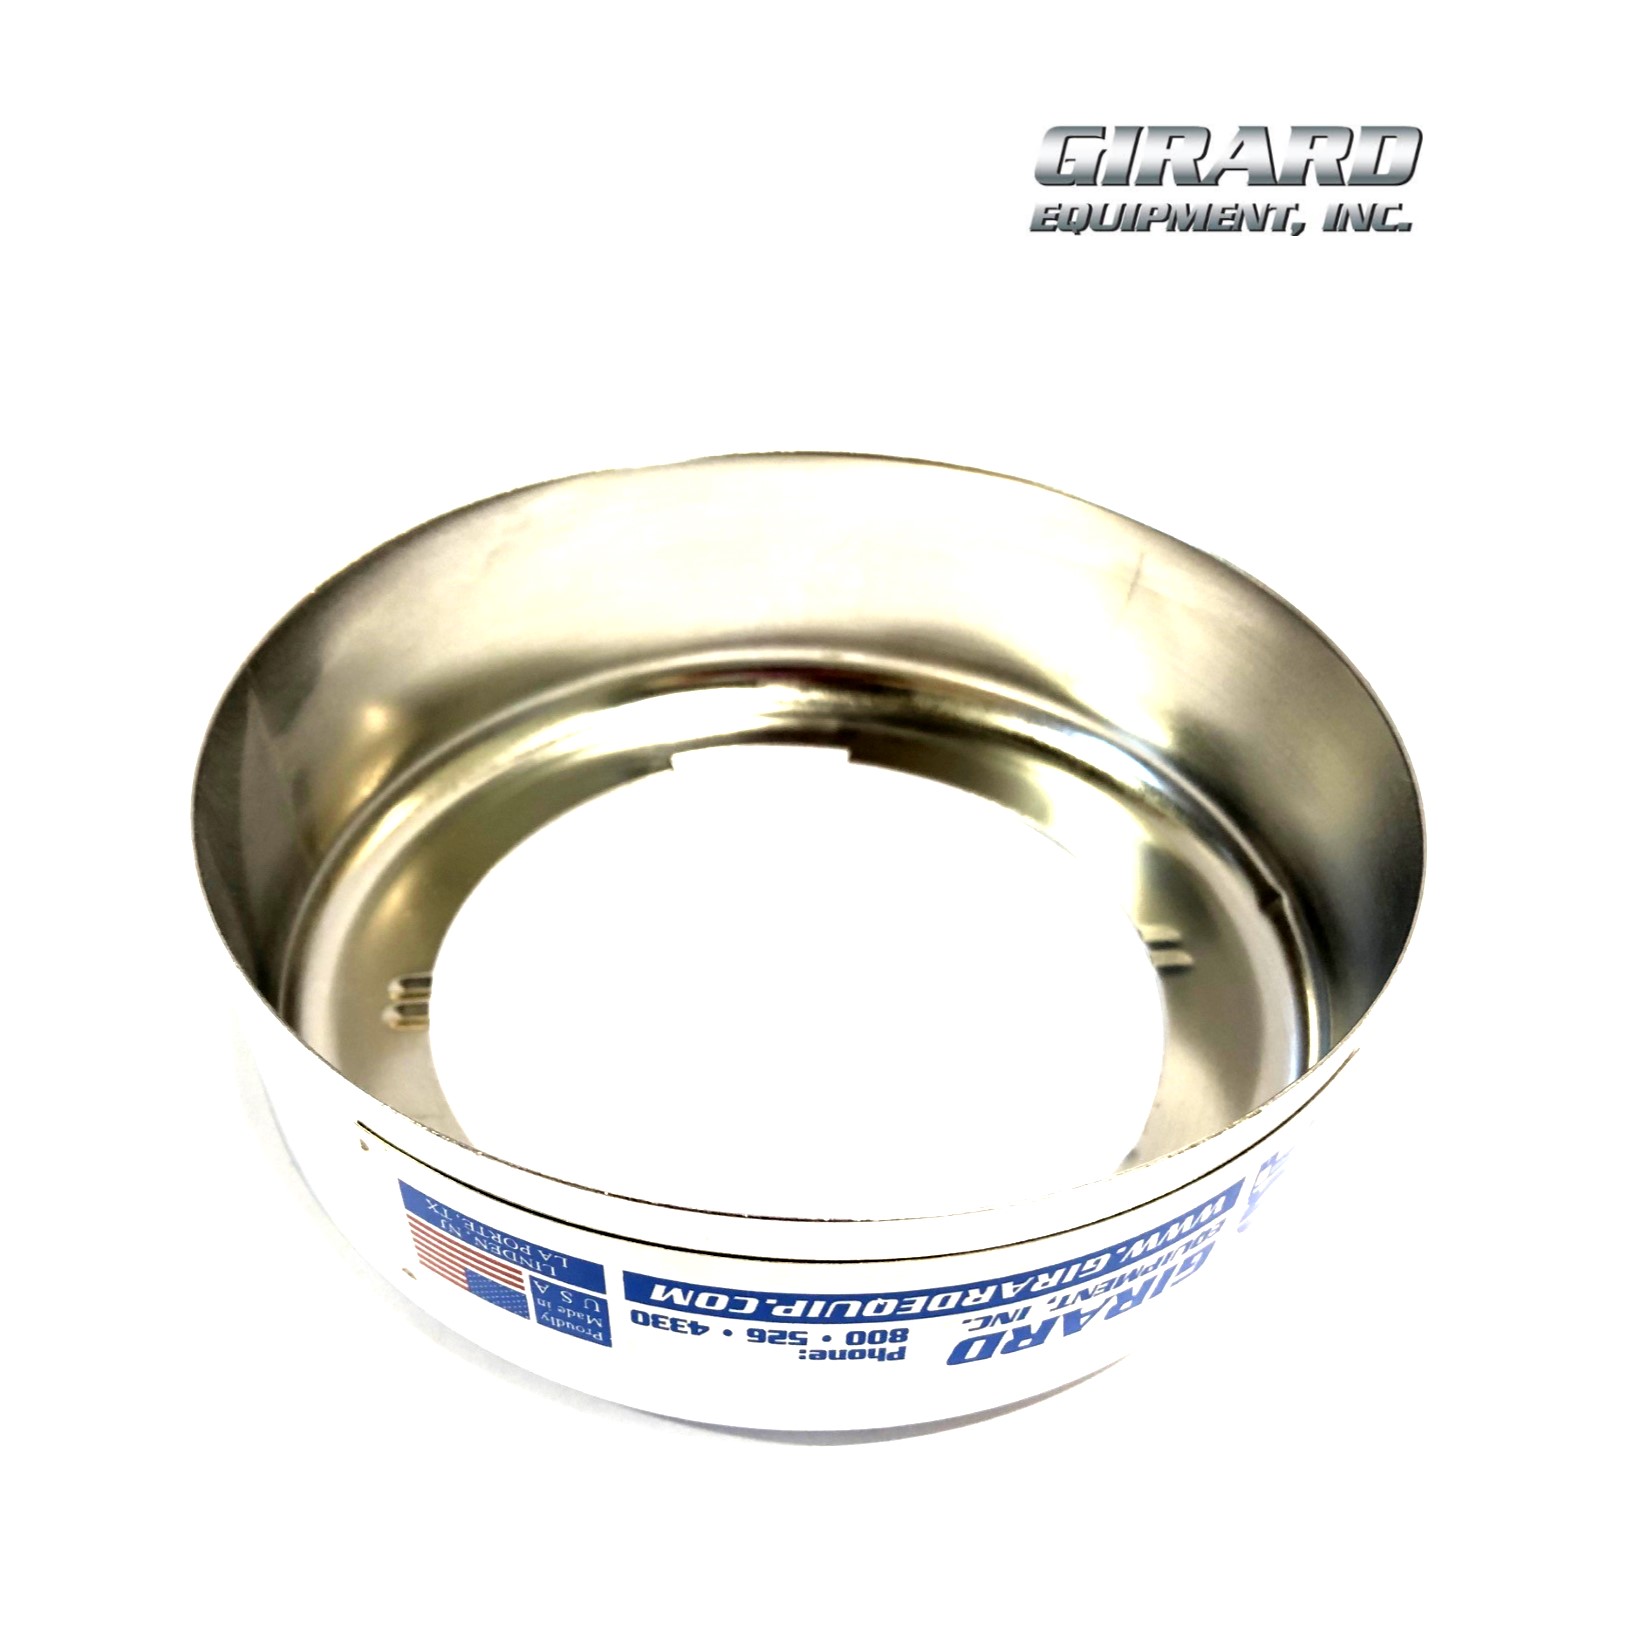 GIRARD
EQUIPMENT, INC.
GIRARD
EQUIPMENT, INC.
Phone:
800 • 526 • 4330
WWW.GIRARDEQUIP.COM
Proudly
Made in
U S A
LINDEN, NJ
LA PORTE, TX